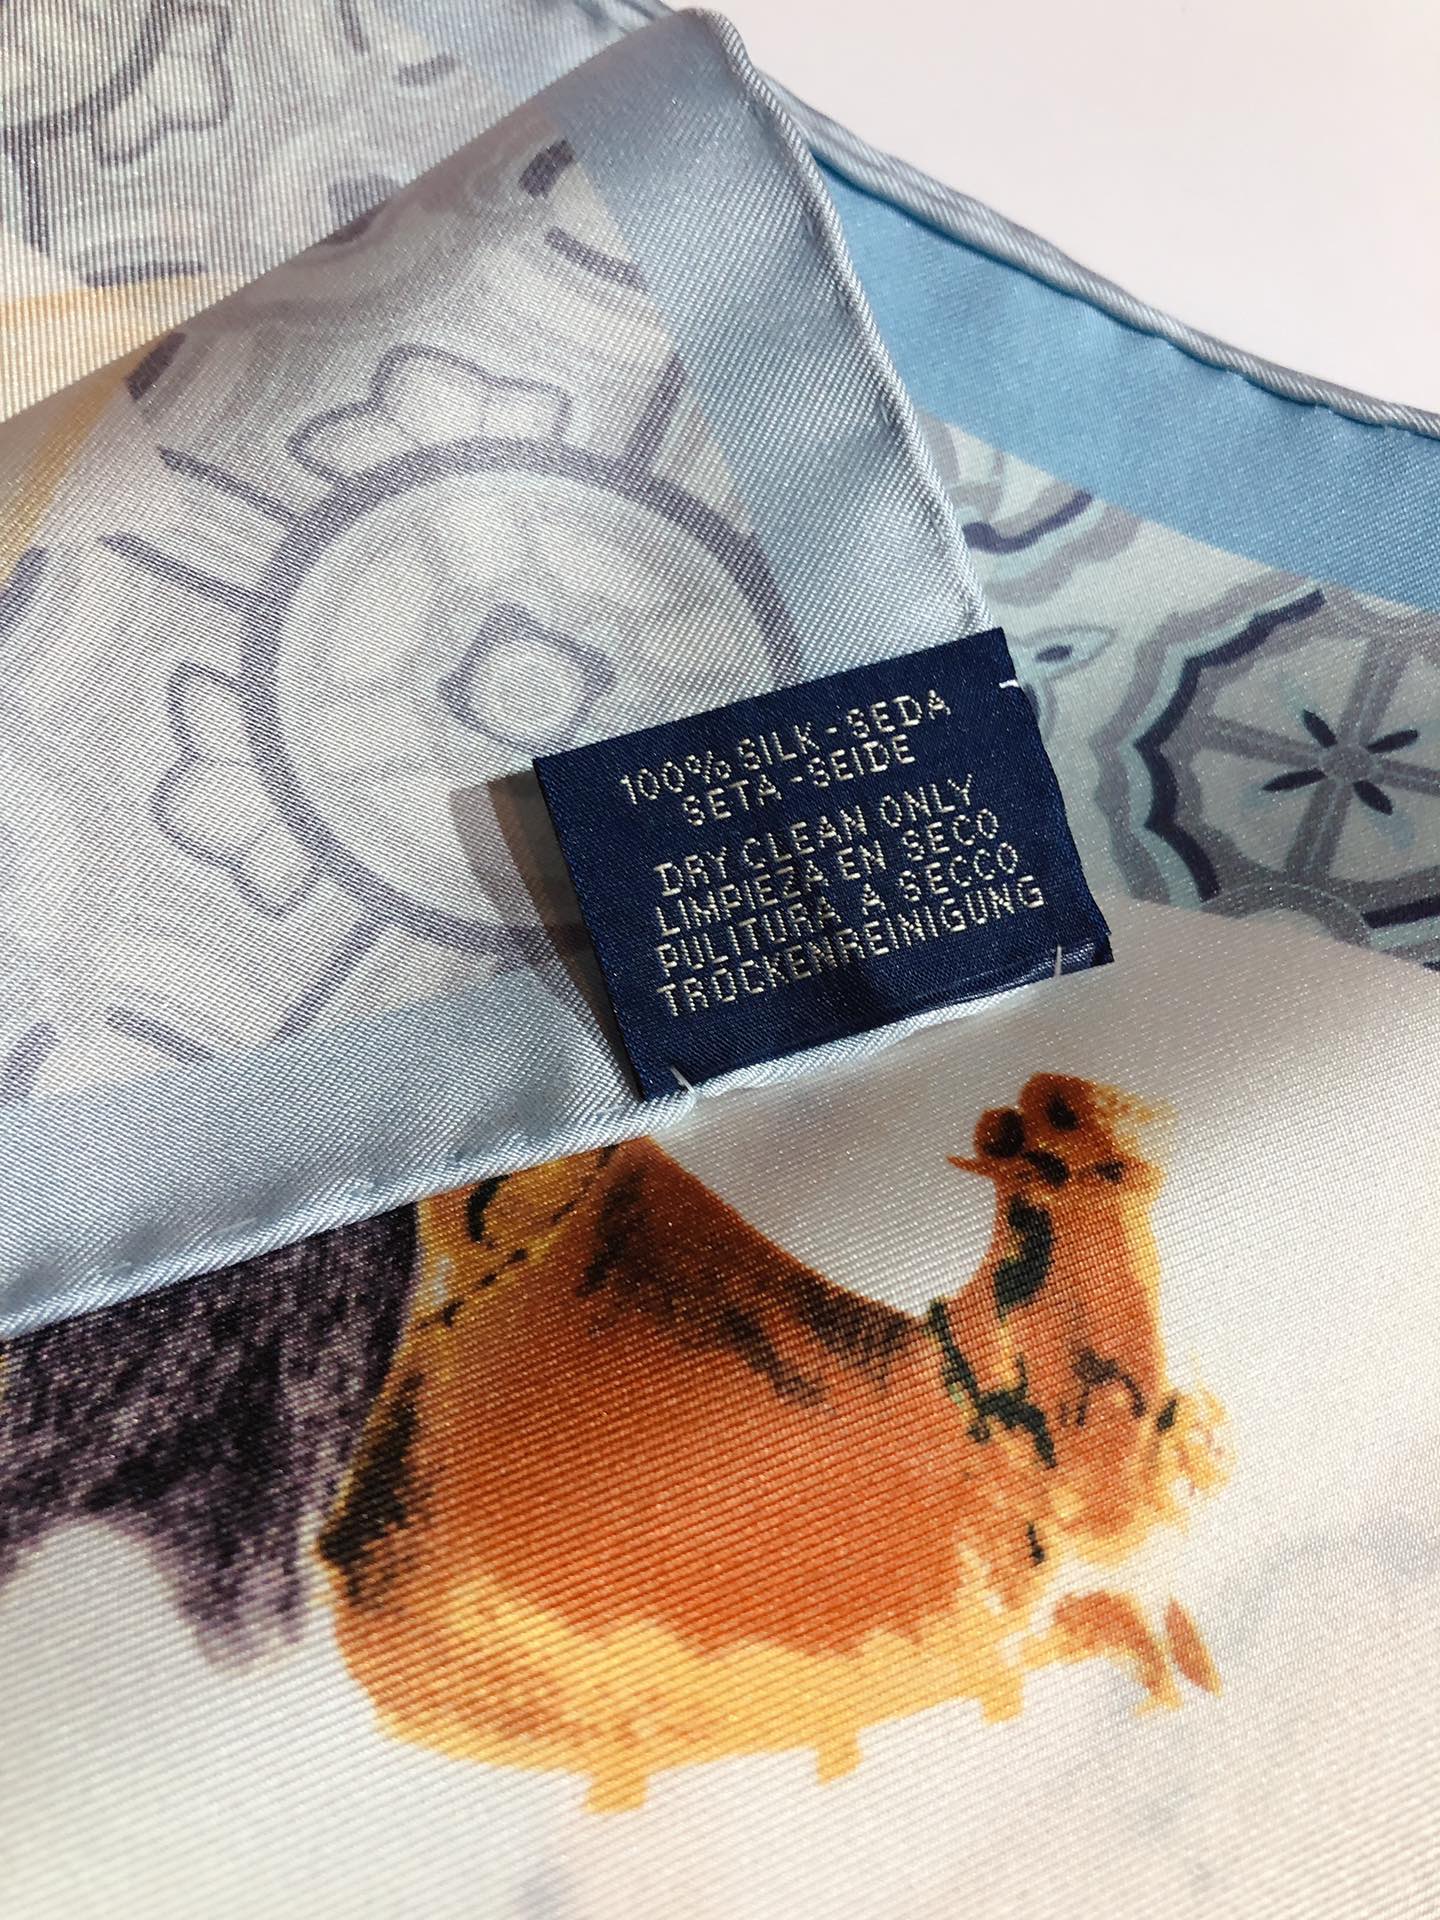 100% SILK - SEDA
SETA - SEIDE
DRY CLEAN ONLY
LIMPIEZA EN SECO
PULITURA A SECCO
TROCKENREINIGUNG